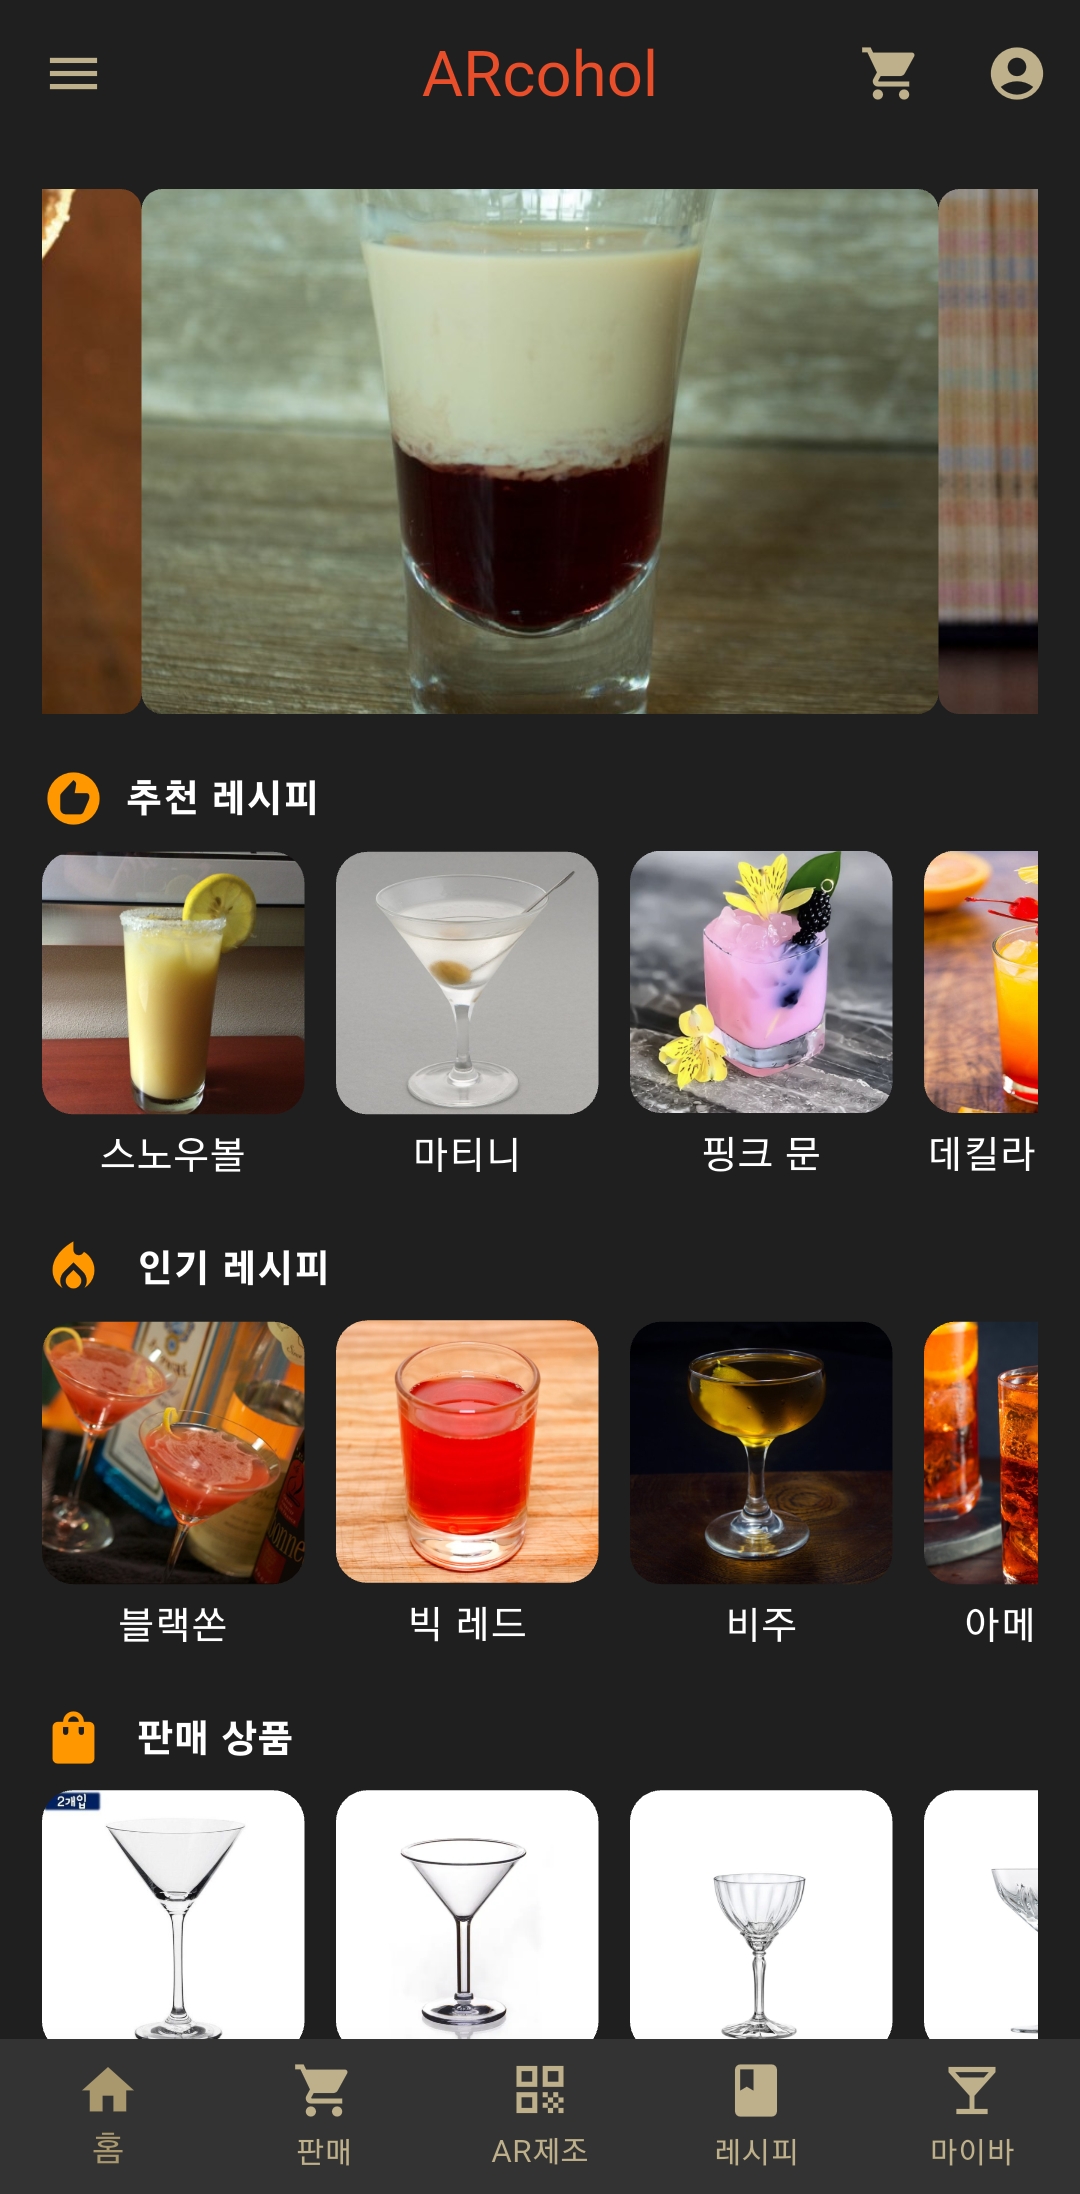 ARcohol
추천 레시피
스노우볼
마티니
핑크 문
데킬라
인기 레시피
블랙쏜
빅 레드
비주
아메
판매 상품
2개입
홈
판매
AR제조
레시피
마이바